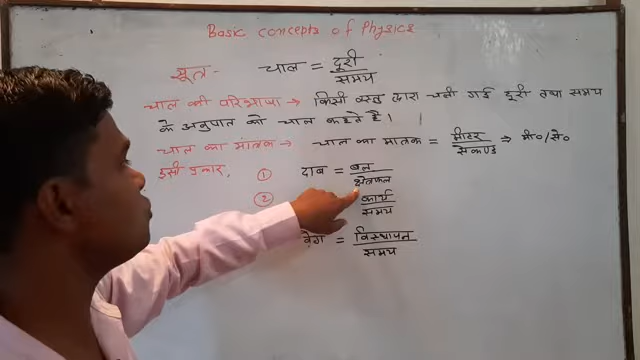 Basic concepts of Physics
सूत्र- चाल = दूरी / समय
चाल की परिभाषा → किसी वस्तु द्वारा चली गई दूरी तथा समय
के अनुपात को चाल कहते है।
चाल का मात्रक → चाल का मात्रक = मीटर / सेकण्ड ⇒ मी०/से०
इसी प्रकार, ① दाब = बल / क्षेत्रफल
② कार्य / समय
वेग = विस्थापन / समय